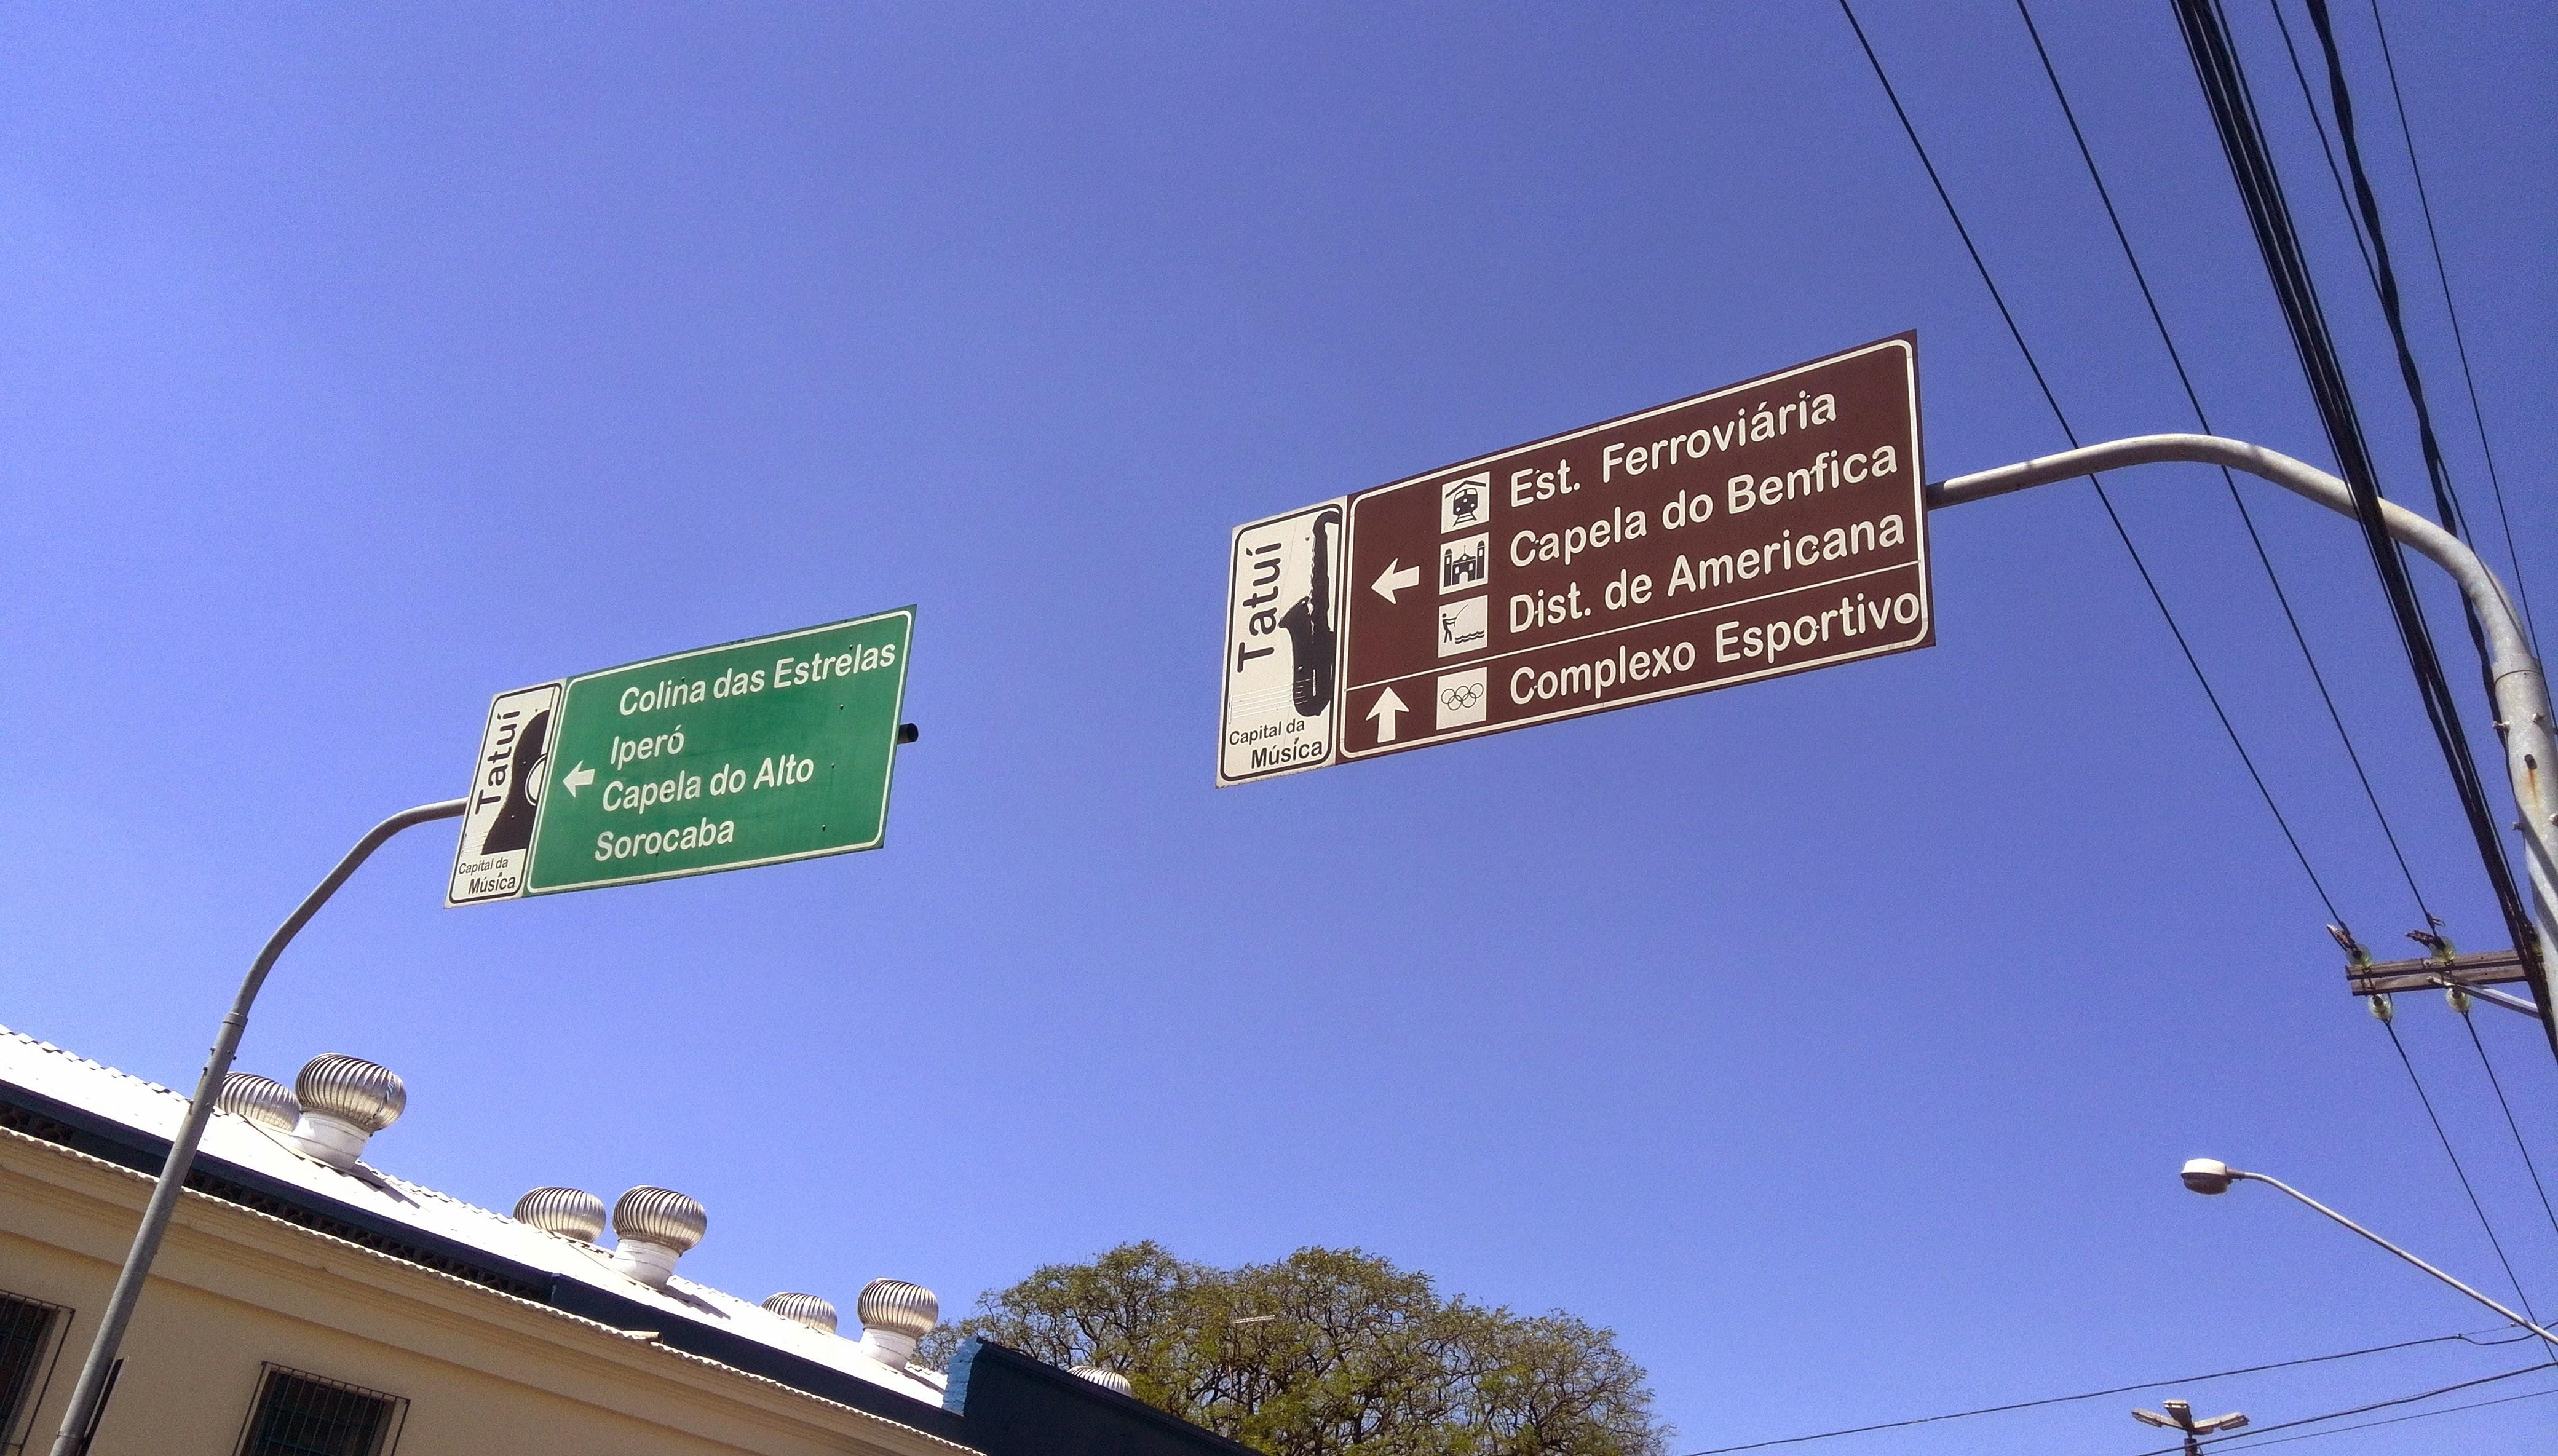 Tatuí
Capital da
Música
Colina das Estrelas
Iperó
Capela do Alto
Sorocaba
Tatuí
Capital da
Música
Est. Ferroviária
Capela do Benfica
Dist. de Americana
Complexo Esportivo